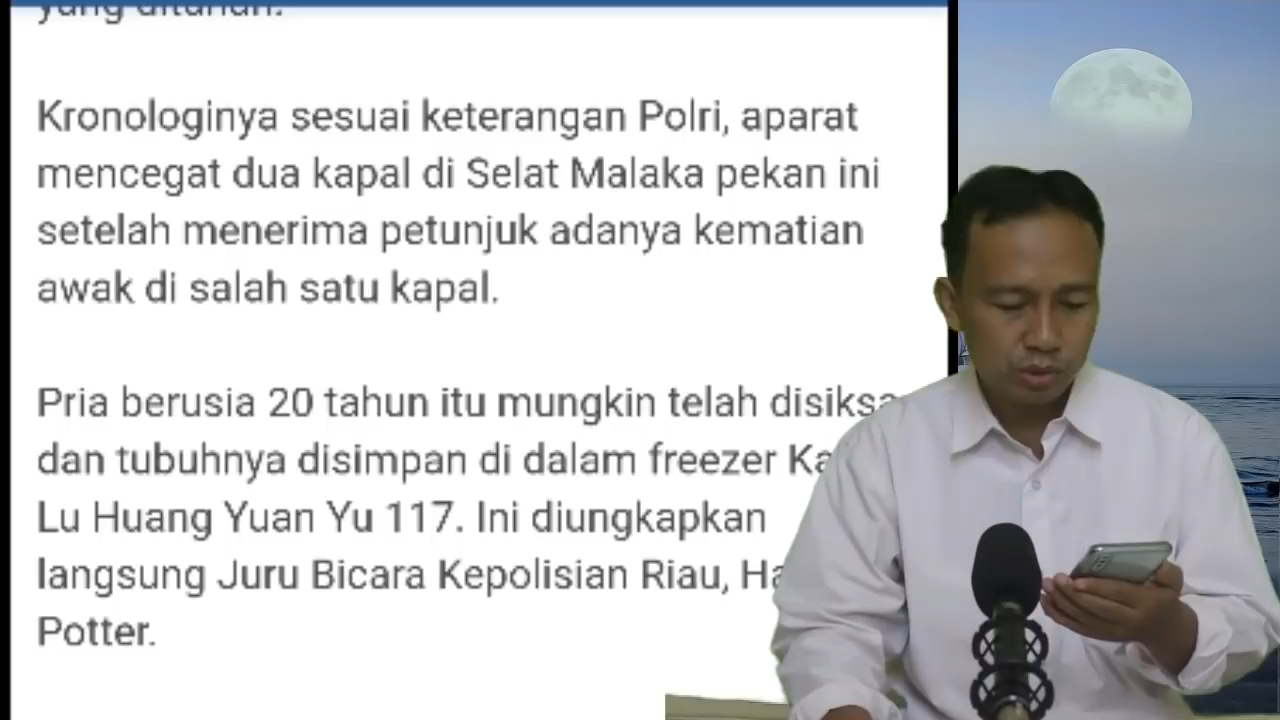 yang ditahan.
Kronologinya sesuai keterangan Polri, aparat
mencegat dua kapal di Selat Malaka pekan ini
setelah menerima petunjuk adanya kematian
awak di salah satu kapal.
Pria berusia 20 tahun itu mungkin telah disiksa
dan tubuhnya disimpan di dalam freezer
Lu Huang Yuan Yu 117. Ini diungkapkan
langsung Juru Bicara Kepolisian Riau,
Potter.